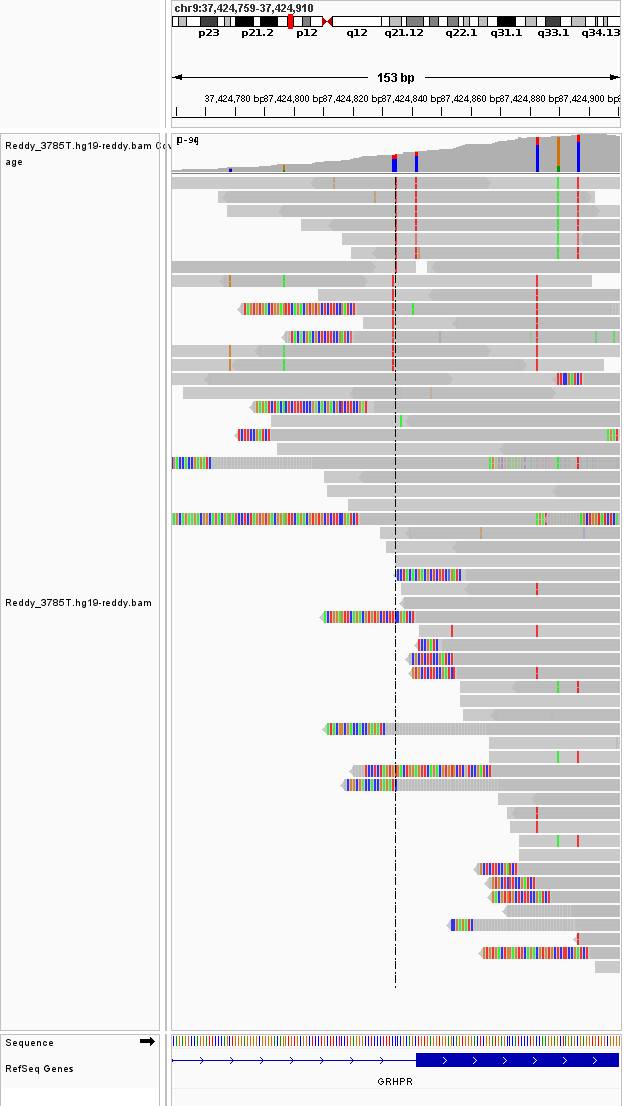 chr9:37,424,759-37,424,910
p23 p21.2 p12 q12 q21.12 q22.1 q31.1 q33.1 q34.13
153 bp
37,424,780 bp 37,424,800 bp 37,424,820 bp 37,424,840 bp 37,424,860 bp 37,424,880 bp 37,424,900 bp
[0-94]
Reddy_3785T.hg19-reddy.bam Cov
age
Reddy_3785T.hg19-reddy.bam
Sequence
RefSeq Genes
GRHPR